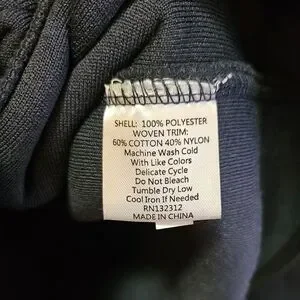 SHELL: 100% POLYESTER
WOVEN TRIM:
60% COTTON 40% NYLON
Machine Wash Cold
With Like Colors
Delicate Cycle
Do Not Bleach
Tumble Dry Low
Cool Iron If Needed
RN132312
MADE IN CHINA